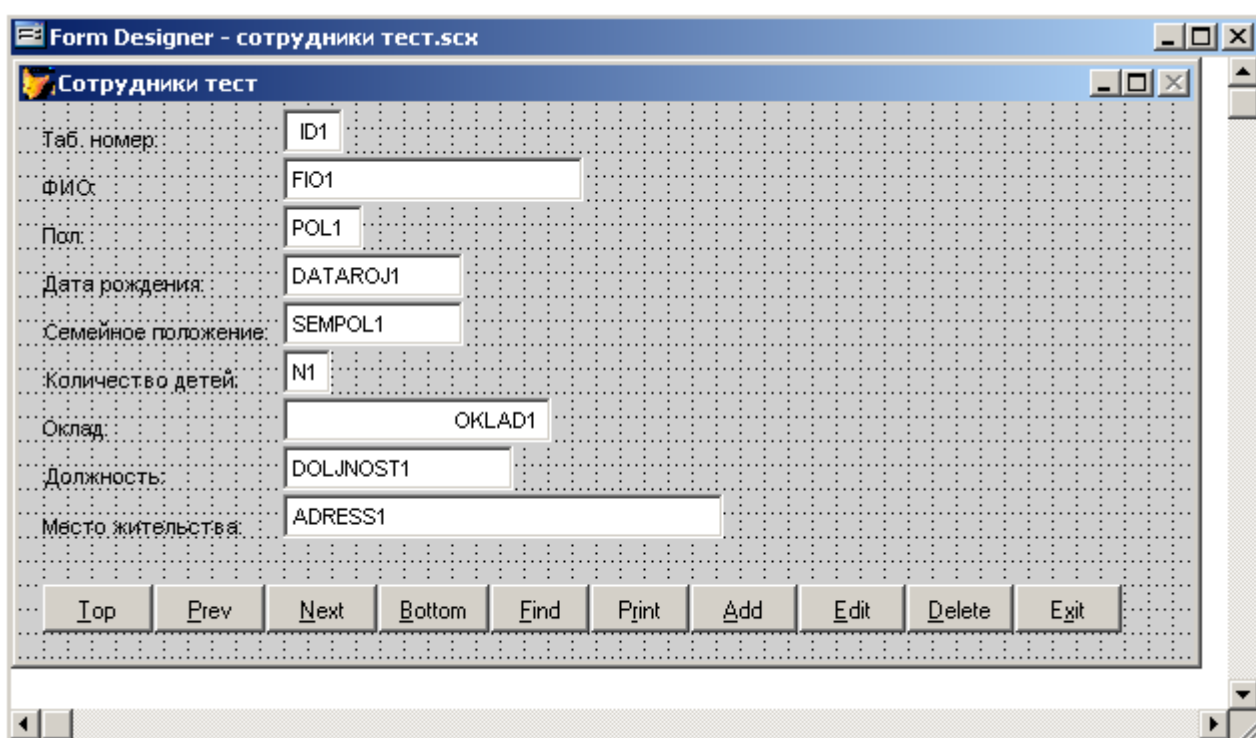 Form Designer - сотрудники тест.scx
Сотрудники тест
Таб. номер: ID1
ФИО: FIO1
Пол: POL1
Дата рождения: DATAROJ1
Семейное положение: SEMPOL1
Количество детей: N1
Оклад: OKLAD1
Должность: DOLJNOST1
Место жительства: ADRESS1
Top Prev Next Bottom Find Print Add Edit Delete Exit